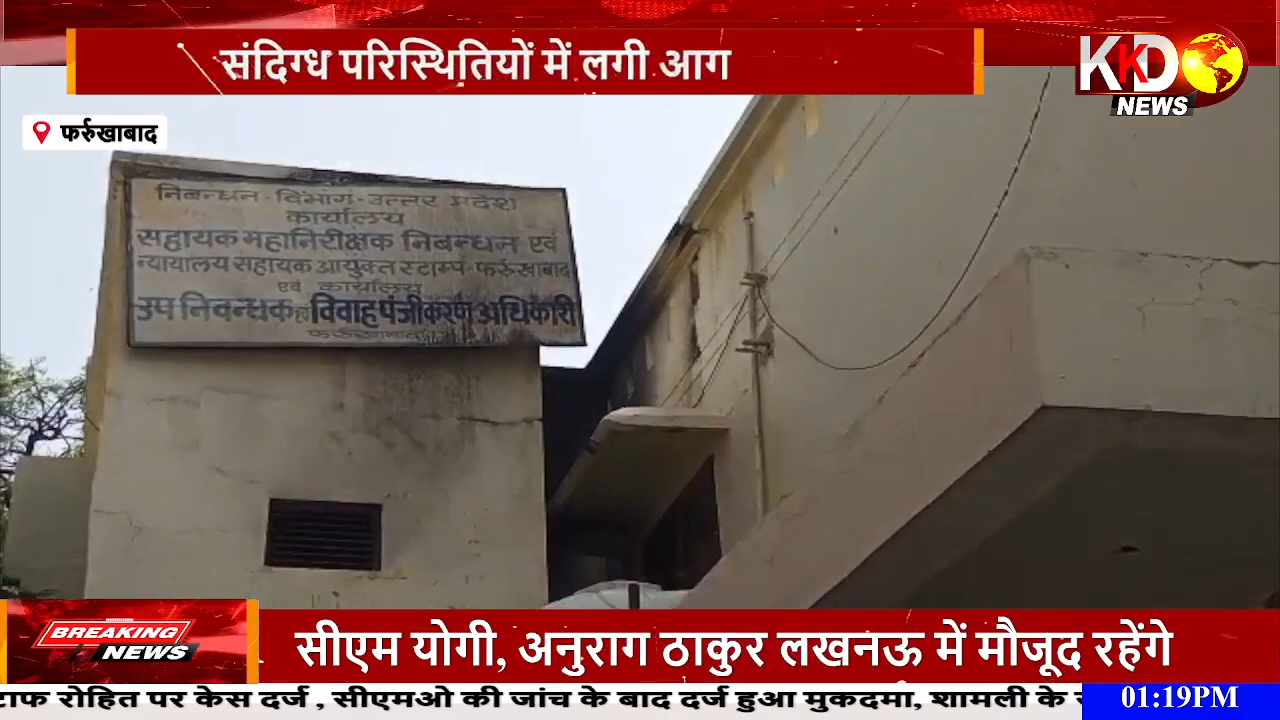 संदिग्ध परिस्थितियों में लगी आग
KKD
NEWS
फर्रुखाबाद
निबन्धन-विभाग-उत्तर प्रदेश
कार्यालय
सहायक महानिरीक्षक निबन्धन एवं
न्यायालय सहायक आयुक्त स्टाम्प-फर्रुखाबाद
एवं कार्यालय
उप निबन्धक एवं विवाह पंजीकरण अधिकारी
फर्रुखाबाद
BREAKING
NEWS
सीएम योगी, अनुराग ठाकुर लखनऊ में मौजूद रहेंगे
रोहित पर केस दर्ज , सीएमओ की जांच के बाद दर्ज हुआ मुकदमा, शामली के
01:19PM